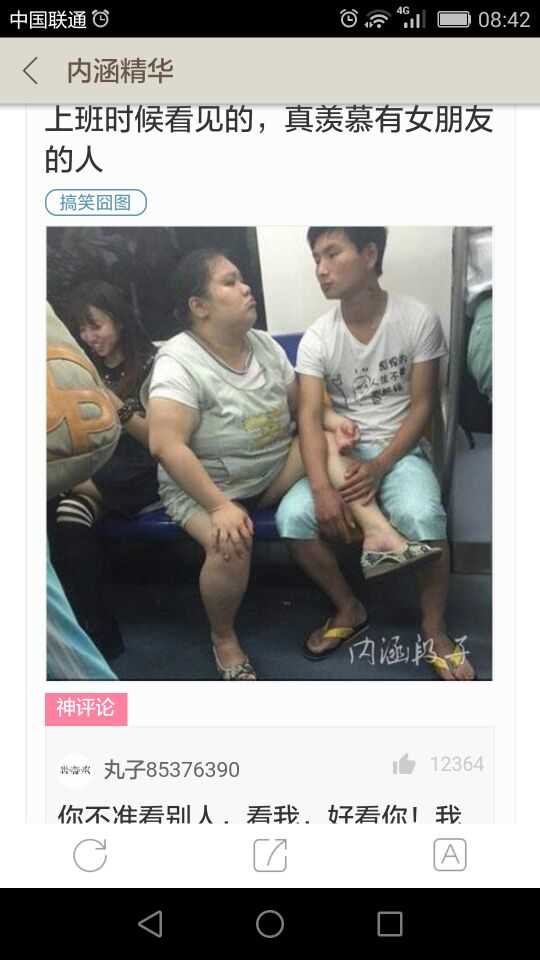 中国联通
4G
08:42
内涵精华
上班时候看见的，真羡慕有女朋友
的人
搞笑囧图
内涵段子
神评论
丸子85376390
12364
你不准看别人，看我，好看你！我
A